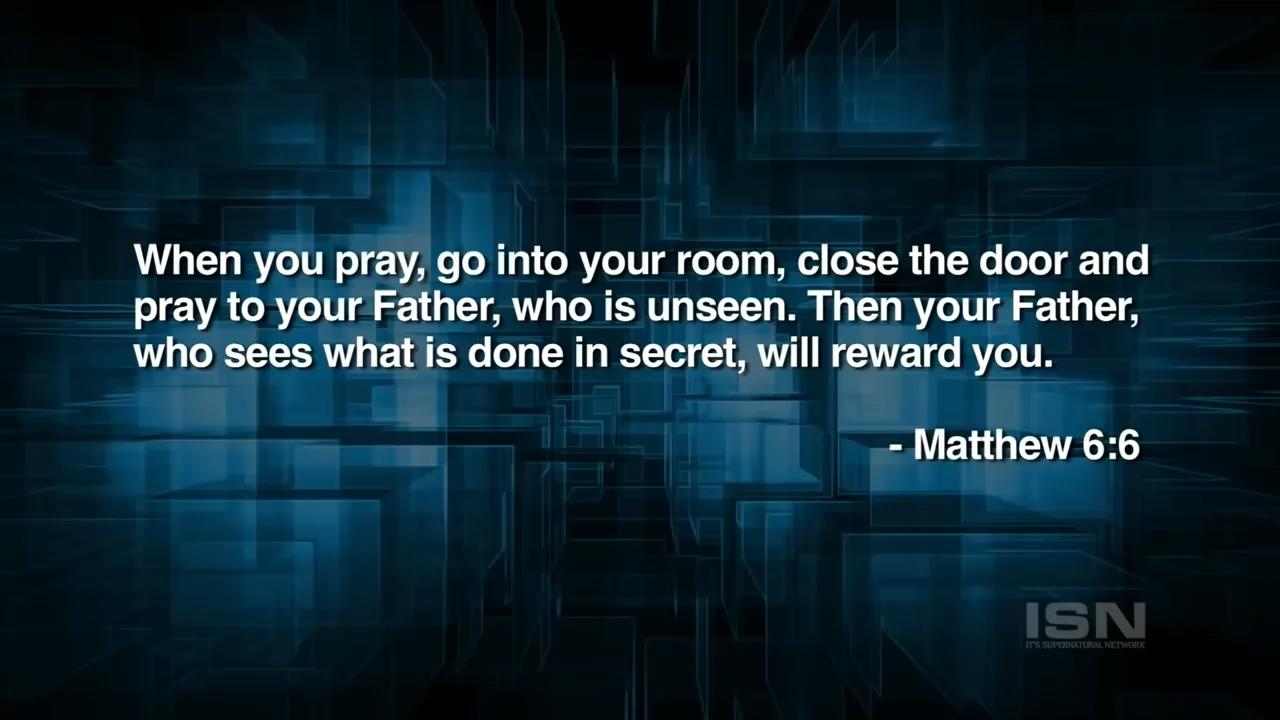 When you pray, go into your room, close the door and
pray to your Father, who is unseen. Then your Father,
who sees what is done in secret, will reward you.
- Matthew 6:6
ISN
IT'S SUPERNATURAL NETWORK